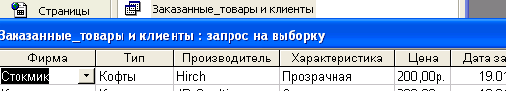 Страницы Заказанные_товары и клиенты
Заказанные_товары и клиенты : запрос на выборку
Фирма Тип Производитель Характеристика Цена Дата
Стокмик Кофты Hirch Прозрачная 200,00р. 19.01